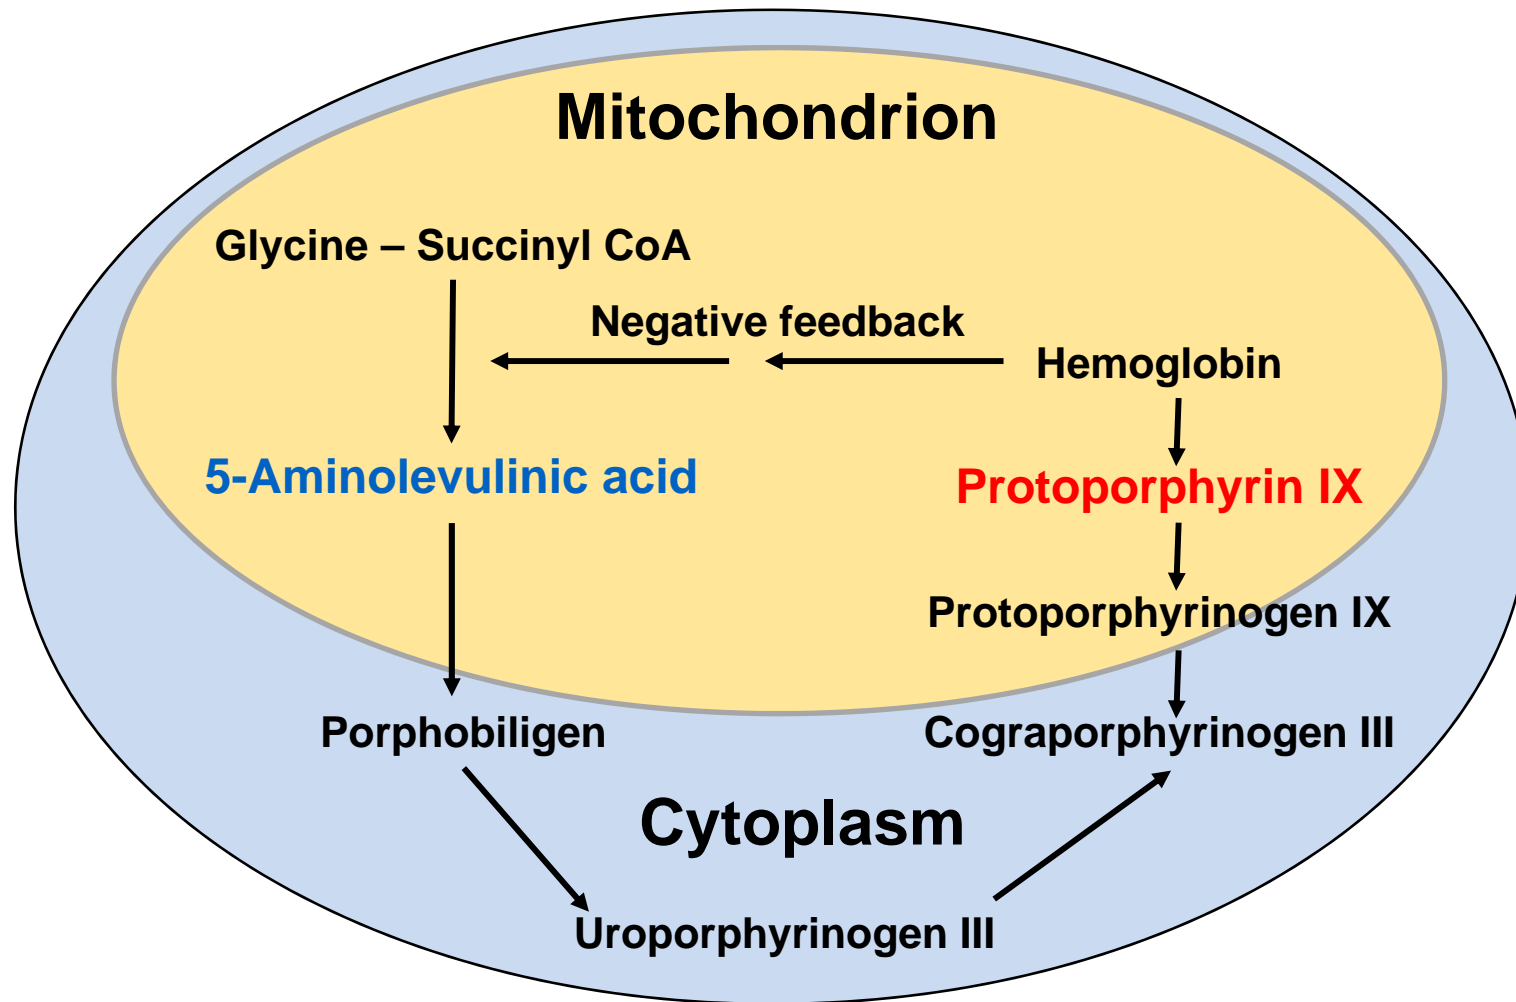 Mitochondrion
Glycine – Succinyl CoA
Negative feedback
Hemoglobin
5-Aminolevulinic acid
Protoporphyrin IX
Protoporphyrinogen IX
Porphobiligen
Cograporphyrinogen III
Cytoplasm
Uroporphyrinogen III